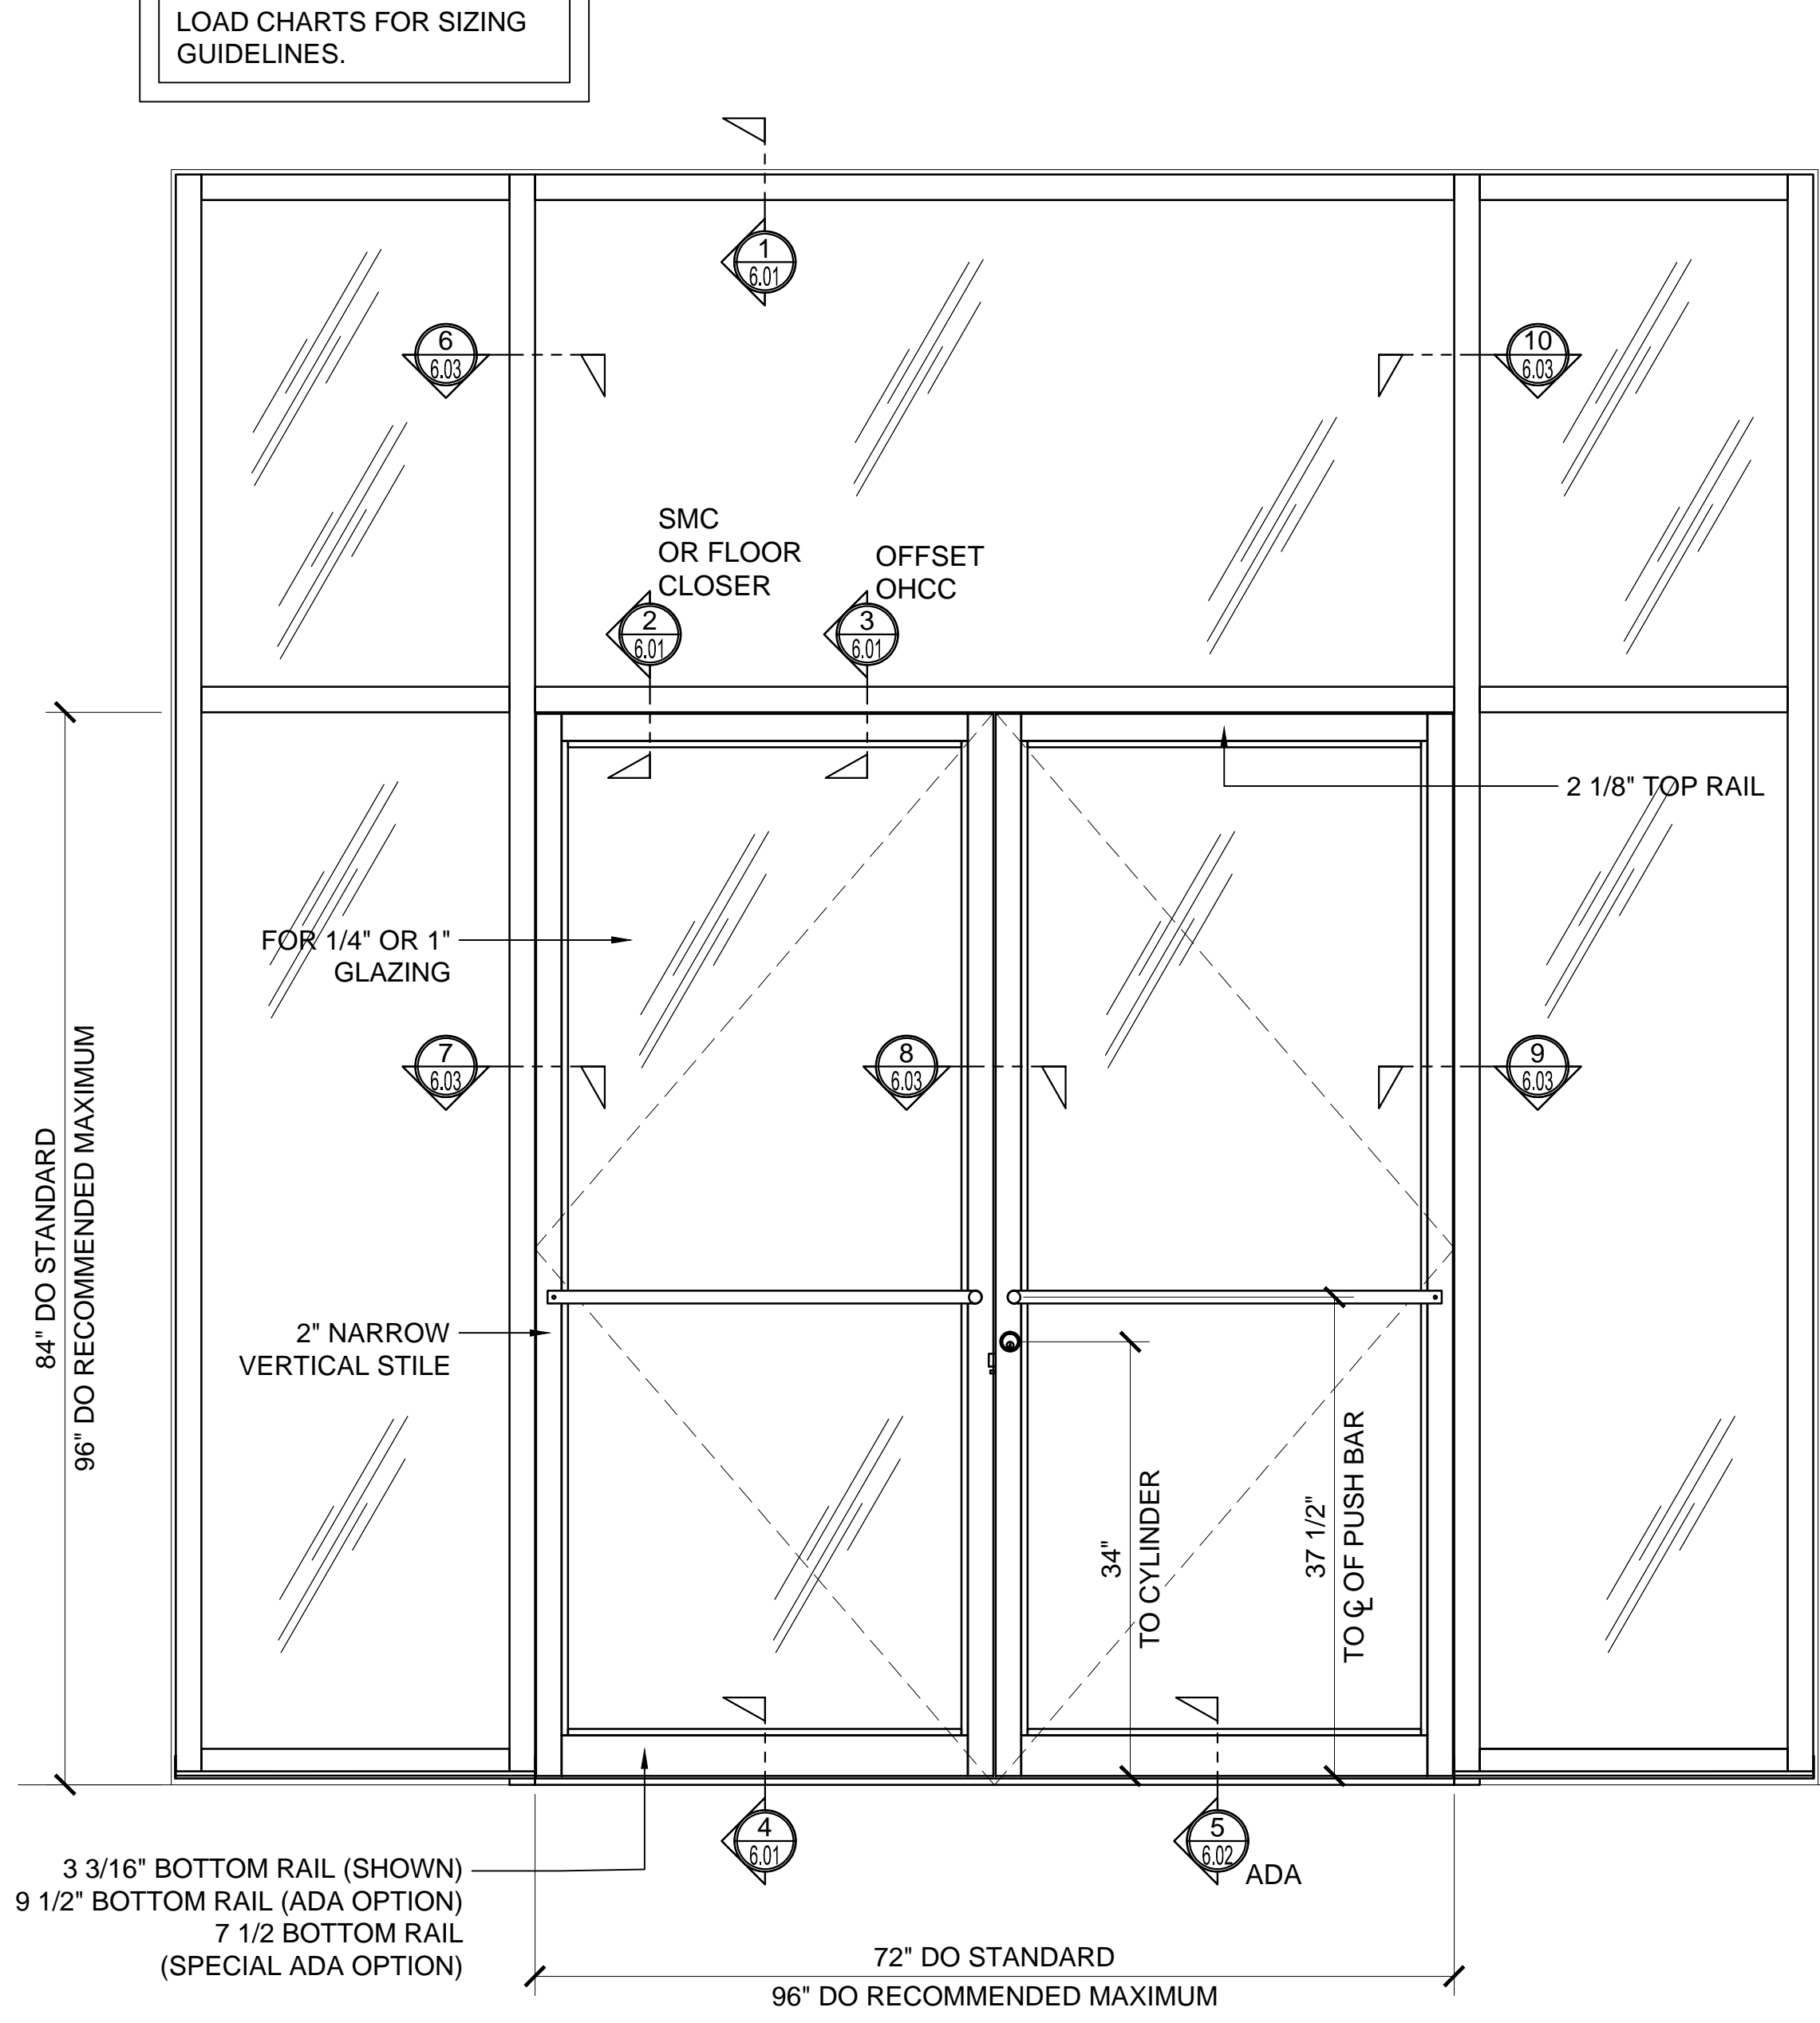 LOAD CHARTS FOR SIZING
GUIDELINES.
1
6.01
6
6.03
10
6.03
SMC
OR FLOOR
CLOSER
OFFSET
OHCC
2
6.01
3
6.01
2 1/8" TOP RAIL
FOR 1/4" OR 1"
GLAZING
7
6.03
8
6.03
9
6.03
84" DO STANDARD
96" DO RECOMMENDED MAXIMUM
2" NARROW
VERTICAL STILE
34"
TO CYLINDER
37 1/2"
TO ℄ OF PUSH BAR
4
6.01
5
6.02
ADA
3 3/16" BOTTOM RAIL (SHOWN)
9 1/2" BOTTOM RAIL (ADA OPTION)
7 1/2 BOTTOM RAIL
(SPECIAL ADA OPTION)
72" DO STANDARD
96" DO RECOMMENDED MAXIMUM